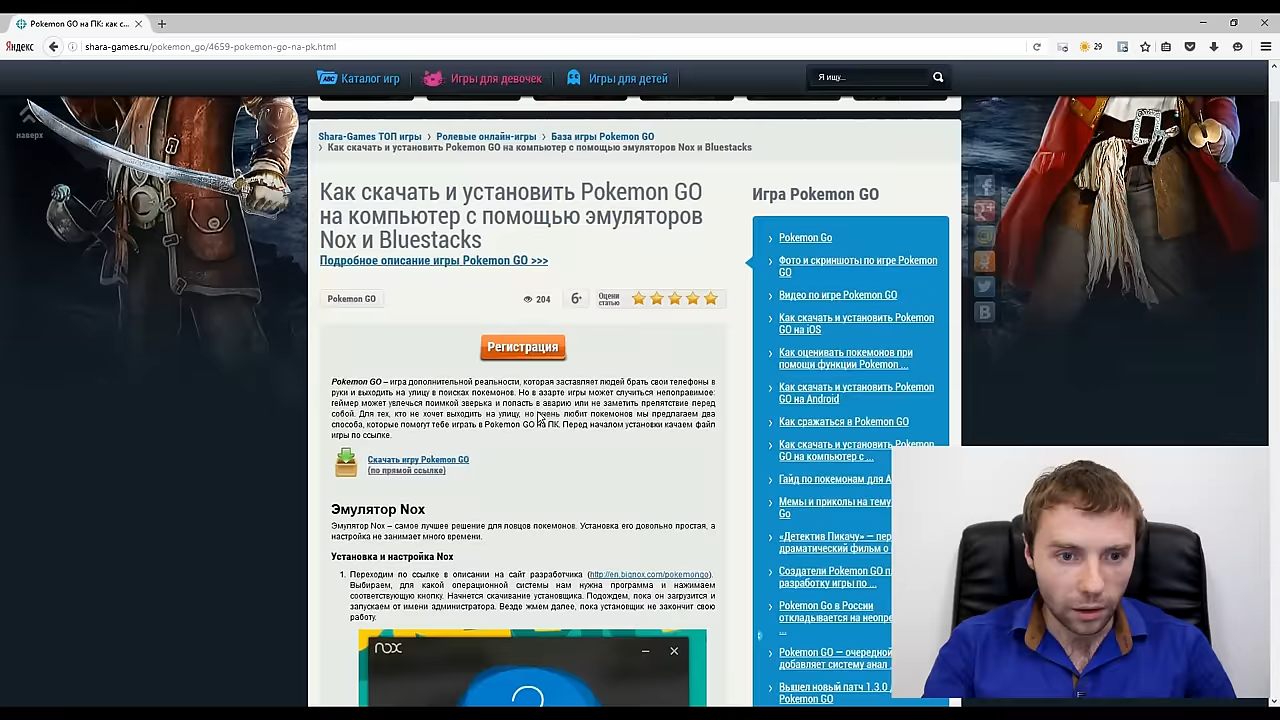 Pokemon GO на ПК: как с...
Яндекс
shara-games.ru/pokemon_go/4659-pokemon-go-na-pk.html
29
Каталог игр
Игры для девочек
Игры для детей
Я ищу...
наверх
Shara-Games ТОП игры › Ролевые онлайн-игры › База игры Pokemon GO
› Как скачать и установить Pokemon GO на компьютер с помощью эмуляторов Nox и Bluestacks
Как скачать и установить Pokemon GO
на компьютер с помощью эмуляторов
Nox и Bluestacks
Подробное описание игры Pokemon GO >>>
Pokemon GO
204
6+
Оцени
статью
Регистрация
Pokemon GO – игра дополнительной реальности, которая заставляет людей брать свои телефоны в
руки и выходить на улицу в поисках покемонов. Но в азарте игры может случиться непоправимое:
геймер может увлечься поимкой зверька и попасть в аварию или не заметить препятствие перед
собой. Для тех, кто не хочет выходить на улицу, но очень любит покемонов мы предлагаем два
способа, которые помогут тебе играть в Pokemon GO на ПК. Перед началом установки качаем файл
игры по ссылке.
Скачать игру Pokemon GO
(по прямой ссылке)
Эмулятор Nox
Эмулятор Nox – самое лучшее решение для ловцов покемонов. Установка его довольно простая, а
настройка не занимает много времени.
Установка и настройка Nox
1. Переходим по ссылке в описании на сайт разработчика (http://en.bignox.com/pokemongo).
Выбираем, для какой операционной системы нам нужна программа и нажимаем
соответствующую кнопку. Начнется скачивание установщика. Подождем, пока он загрузится и
запускаем от имени администратора. Везде жмем далее, пока установщик не закончит свою
работу.
nox
Игра Pokemon GO
Pokemon Go
Фото и скриншоты по игре Pokemon
GO
Видео по игре Pokemon GO
Как скачать и установить Pokemon
GO на iOS
Как оценивать покемонов при
помощи функции Pokemon ...
Как скачать и установить Pokemon
GO на Android
Как сражаться в Pokemon GO
Как скачать и установить Pokemon
GO на компьютер с ...
Гайд по покемонам для А
Мемы и приколы на тему
Go
«Детектив Пикачу» — пер
драматический фильм о
Создатели Pokemon GO п
разработку игры по ...
Pokemon Go в России
откладывается на неопре
...
Pokemon GO — очередной
добавляет систему анал
Вышел новый патч 1.3.0
Pokemon GO